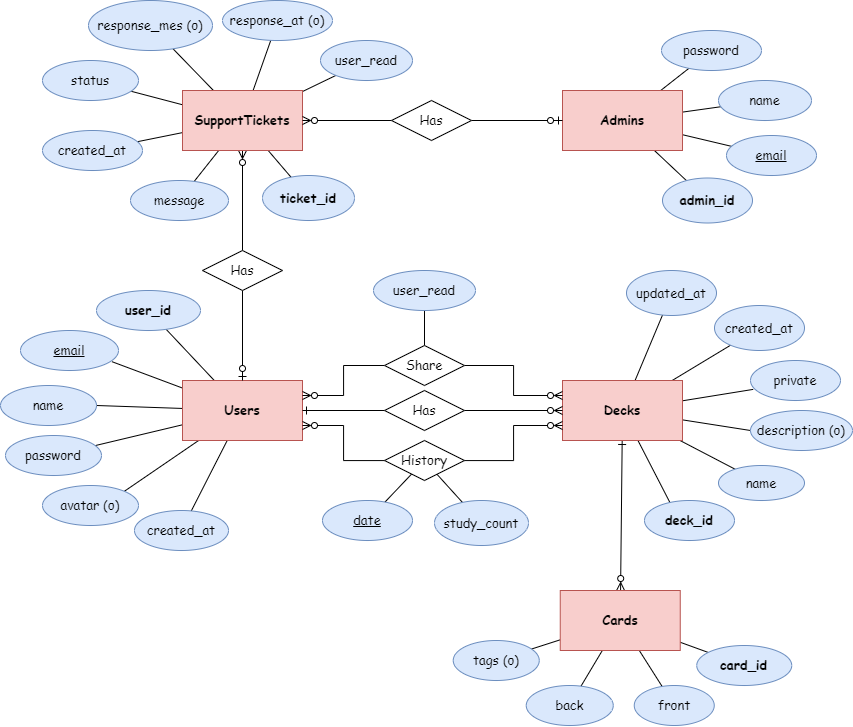 response_mes (o)
response_at (o)
user_read
status
SupportTickets
created_at
message
ticket_id
Has
password
name
Admins
email
admin_id
Has
user_id
email
name
Users
password
avatar (o)
created_at
user_read
Share
Has
History
date
study_count
updated_at
created_at
private
Decks
description (o)
name
deck_id
Cards
tags (o)
card_id
back
front